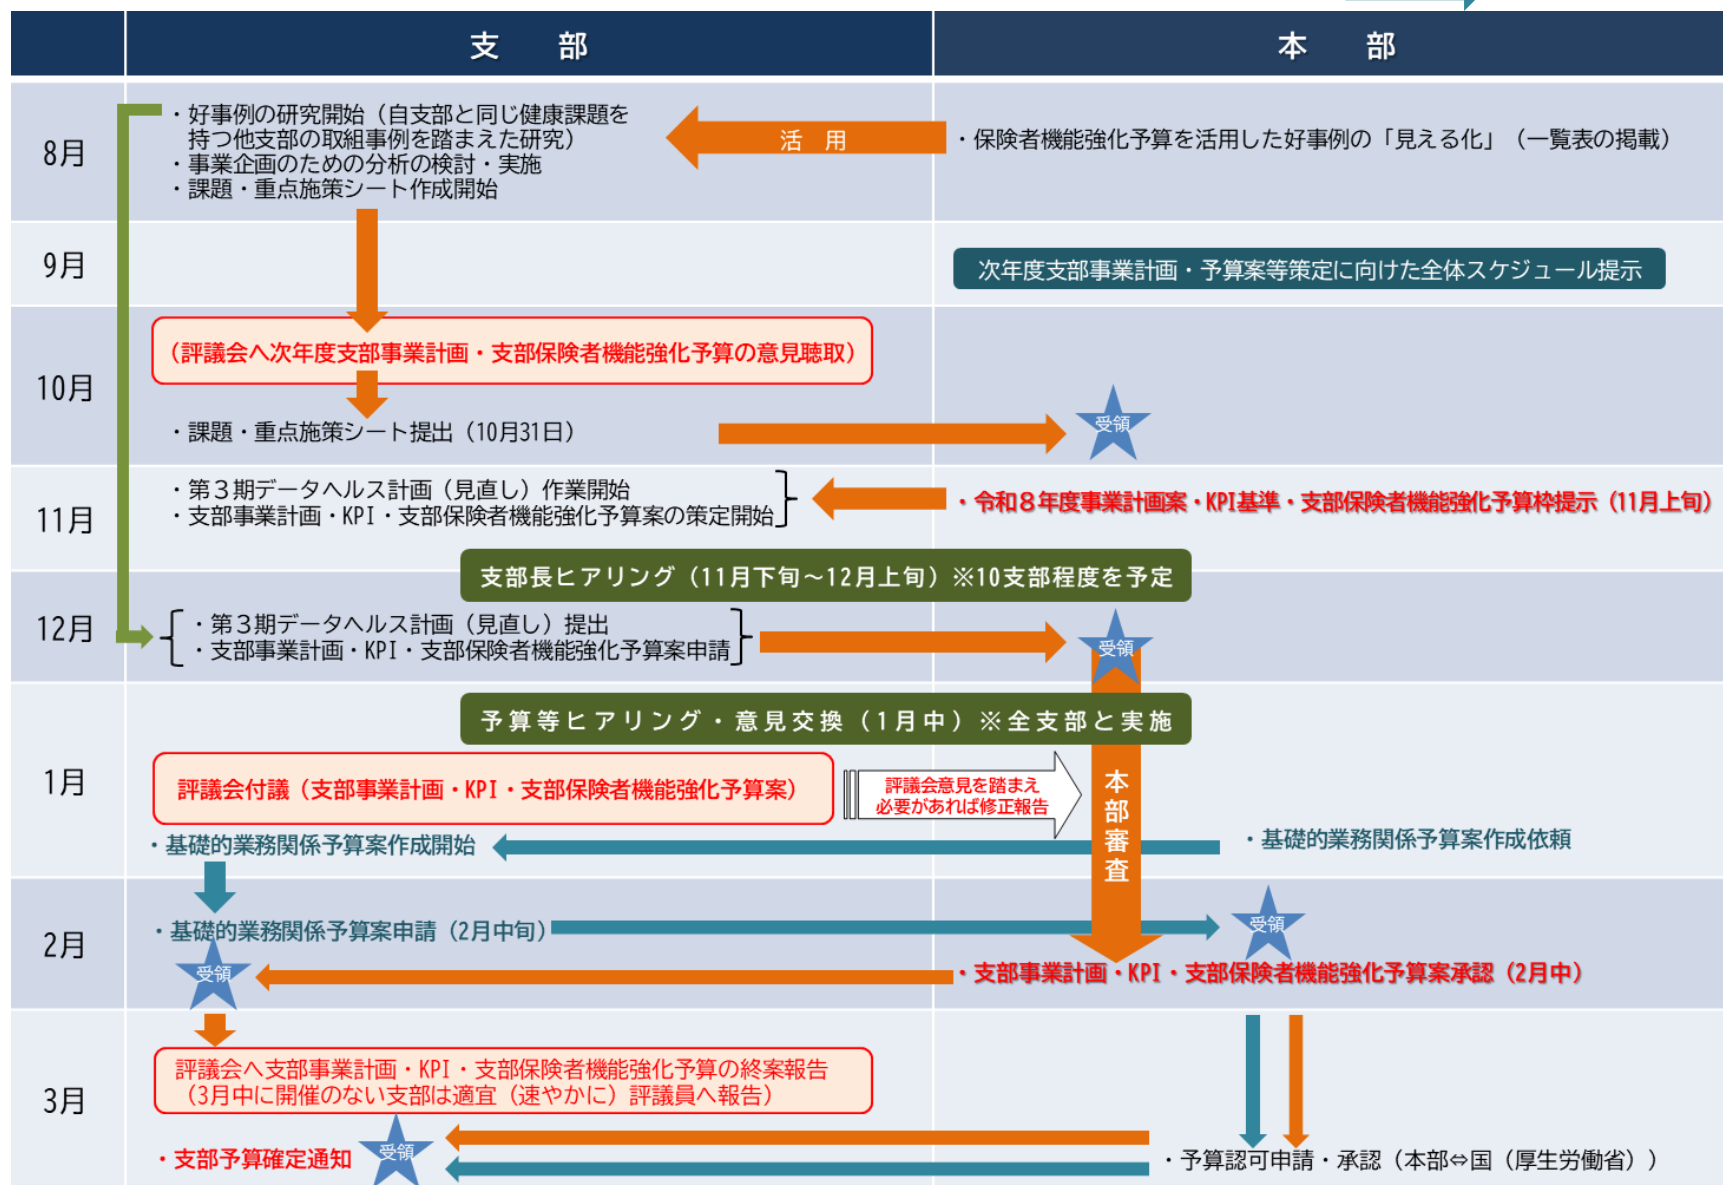 支　部
本　部
8月
・好事例の研究開始（自支部と同じ健康課題を
持つ他支部の取組事例を踏まえた研究）
・事業企画のための分析の検討・実施
・課題・重点施策シート作成開始
活　用
・保険者機能強化予算を活用した好事例の「見える化」（一覧表の掲載）
9月
次年度支部事業計画・予算案等策定に向けた全体スケジュール提示
10月
（評議会へ次年度支部事業計画・支部保険者機能強化予算の意見聴取）
・課題・重点施策シート提出（10月31日）
受領
11月
・第３期データヘルス計画（見直し）作業開始
・支部事業計画・KPI・支部保険者機能強化予算案の策定開始
・令和８年度事業計画案・KPI基準・支部保険者機能強化予算枠提示（11月上旬）
支部長ヒアリング（11月下旬～12月上旬）※10支部程度を予定
12月
・第３期データヘルス計画（見直し）提出
・支部事業計画・KPI・支部保険者機能強化予算案申請
受領
予算等ヒアリング・意見交換（１月中）※全支部と実施
1月
評議会付議（支部事業計画・KPI・支部保険者機能強化予算案）
評議会意見を踏まえ
必要があれば修正報告
本部審査
・基礎的業務関係予算案作成開始
・基礎的業務関係予算案作成依頼
2月
・基礎的業務関係予算案申請（2月中旬）
受領
受領
・支部事業計画・KPI・支部保険者機能強化予算案承認（2月中）
3月
評議会へ支部事業計画・KPI・支部保険者機能強化予算の終案報告
（3月中に開催のない支部は適宜（速やかに）評議員へ報告）
・支部予算確定通知
受領
・予算認可申請・承認（本部⇔国（厚生労働省））